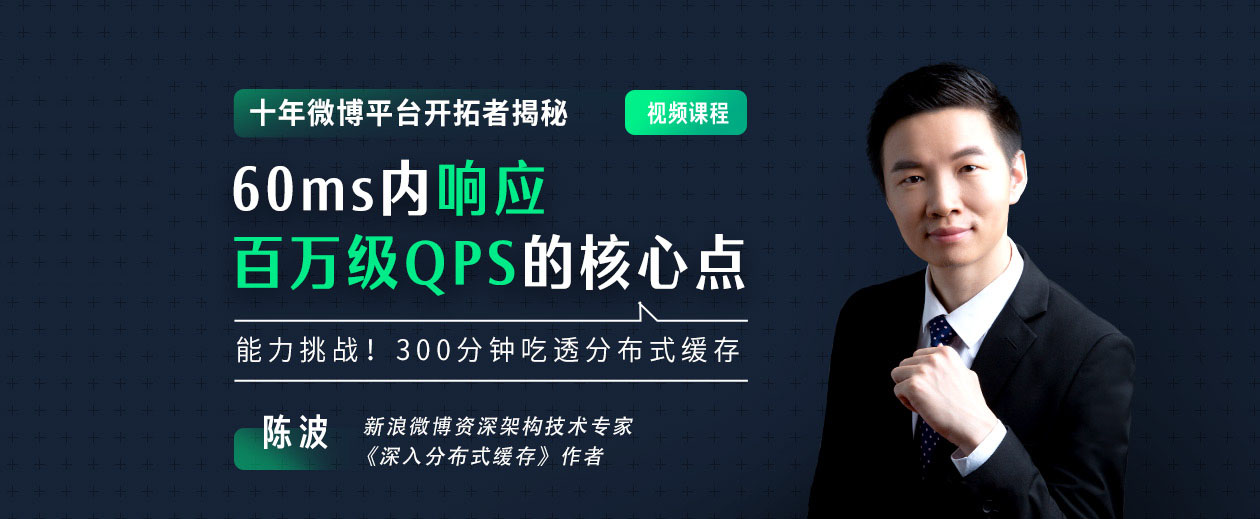 十年微博平台开拓者揭秘
视频课程
60ms内响应
百万级QPS的核心点
能力挑战！300分钟吃透分布式缓存
陈波
新浪微博资深架构技术专家
《深入分布式缓存》作者